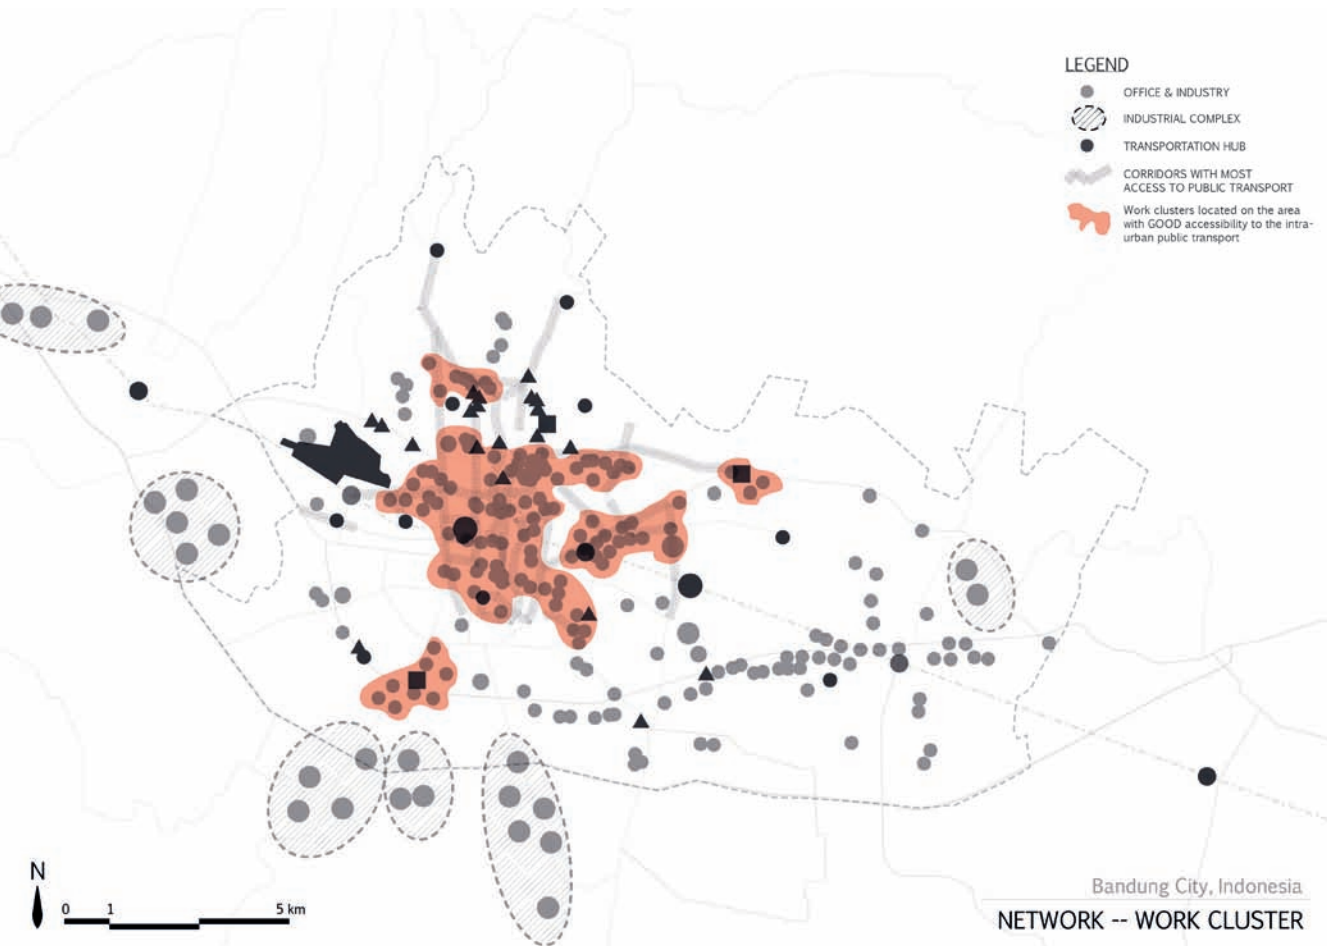 LEGEND
OFFICE & INDUSTRY
INDUSTRIAL COMPLEX
TRANSPORTATION HUB
CORRIDORS WITH MOST
ACCESS TO PUBLIC TRANSPORT
Work clusters located on the area
with GOOD accessibility to the intra-
urban public transport
N
0 1 5 km
Bandung City, Indonesia
NETWORK -- WORK CLUSTER